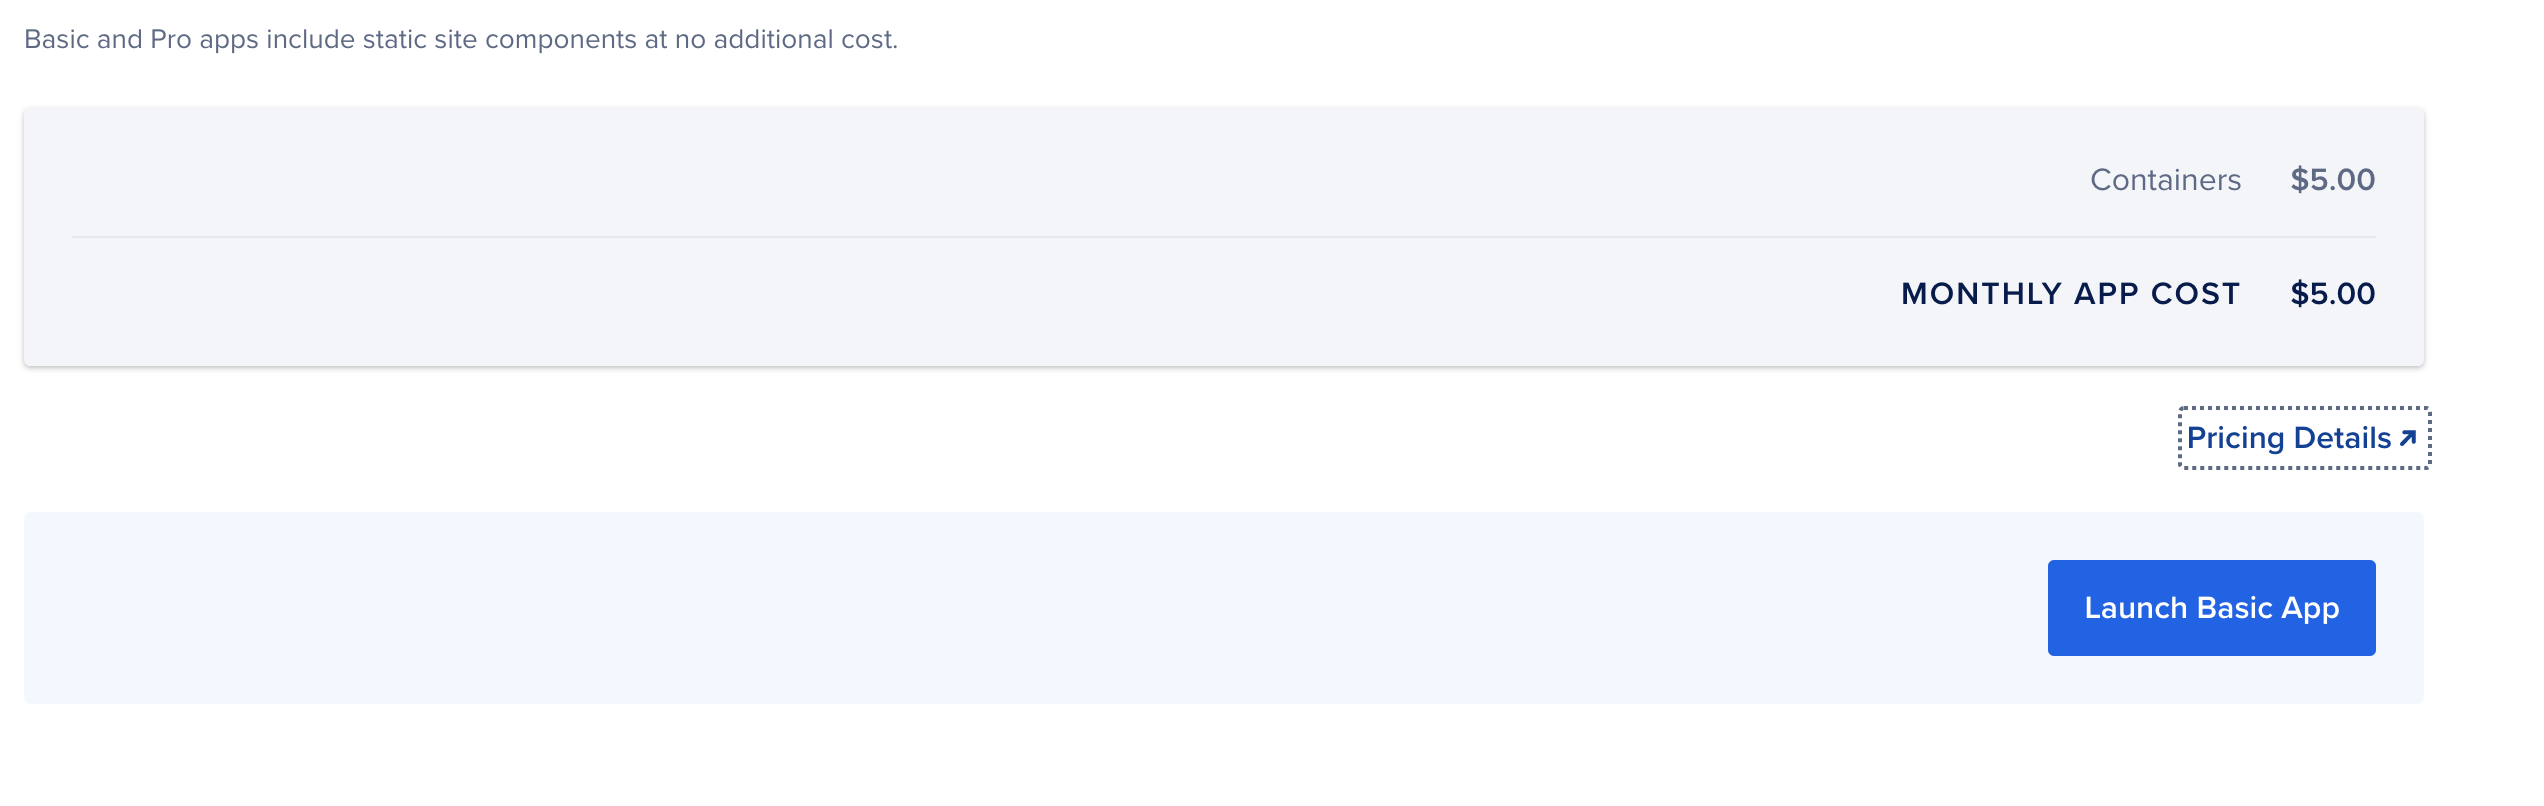 Basic and Pro apps include static site components at no additional cost.
Containers $5.00
MONTHLY APP COST $5.00
Pricing Details
Launch Basic App